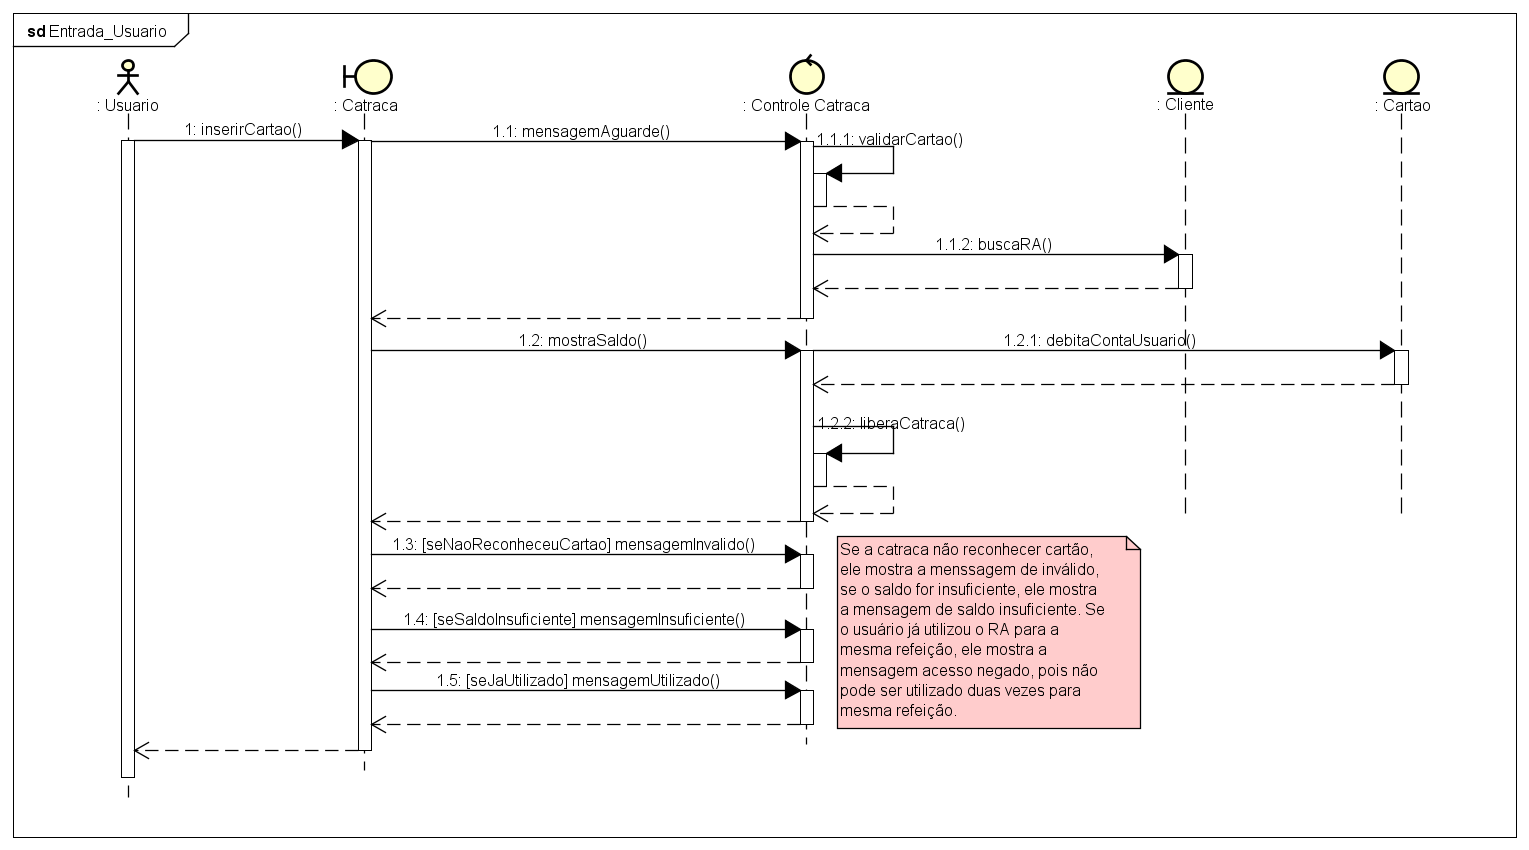 sd Entrada_Usuario
: Usuario
: Catraca
: Controle Catraca
: Cliente
: Cartao
1: inserirCartao()
1.1: mensagemAguarde()
1.1.1: validarCartao()
1.1.2: buscaRA()
1.2: mostraSaldo()
1.2.1: debitaContaUsuario()
1.2.2: liberaCatraca()
1.3: [seNaoReconheceuCartao] mensagemInvalido()
1.4: [seSaldoInsuficiente] mensagemInsuficiente()
1.5: [seJaUtilizado] mensagemUtilizado()
Se a catraca não reconhecer cartão,
ele mostra a menssagem de inválido,
se o saldo for insuficiente, ele mostra
a mensagem de saldo insuficiente. Se
o usuário já utilizou o RA para a
mesma refeição, ele mostra a
mensagem acesso negado, pois não
pode ser utilizado duas vezes para
mesma refeição.